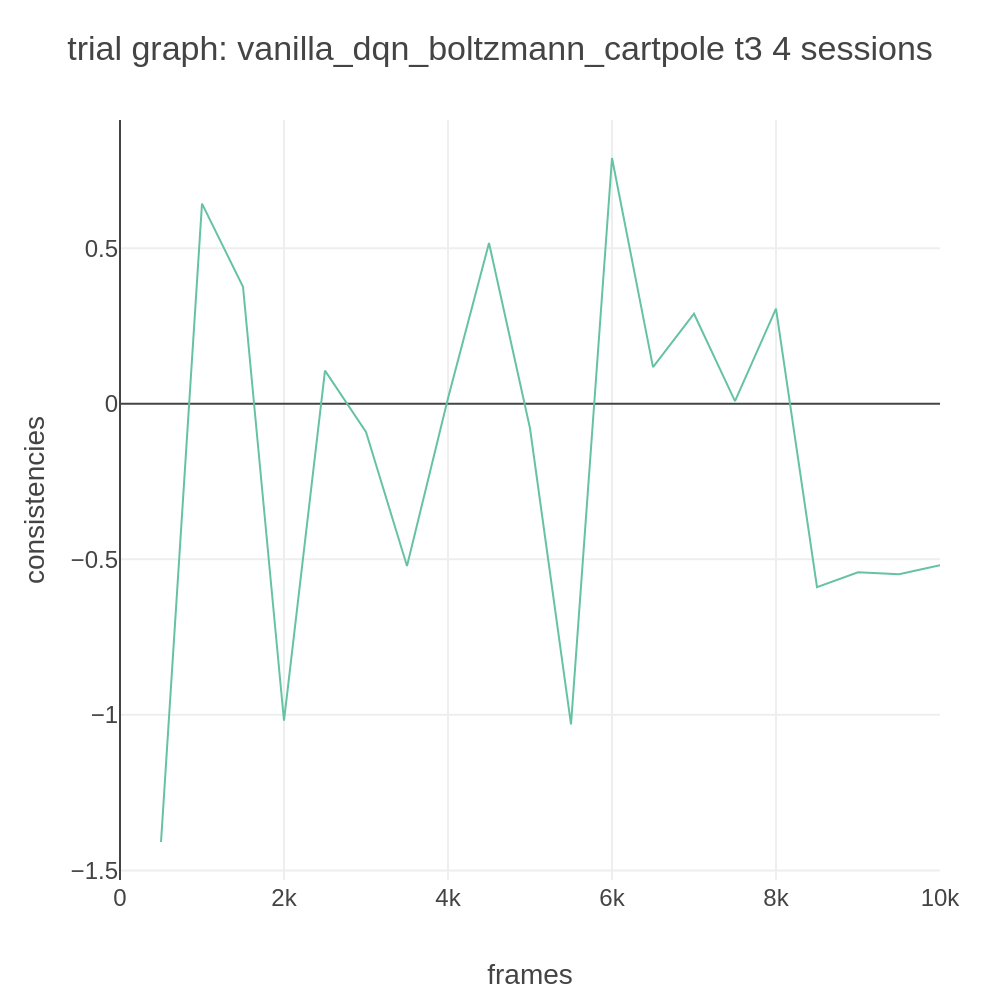 trial graph: vanilla_dqn_boltzmann_cartpole t3 4 sessions
0.5
0
−0.5
−1
−1.5
consistencies
0
2k
4k
6k
8k
10k
frames